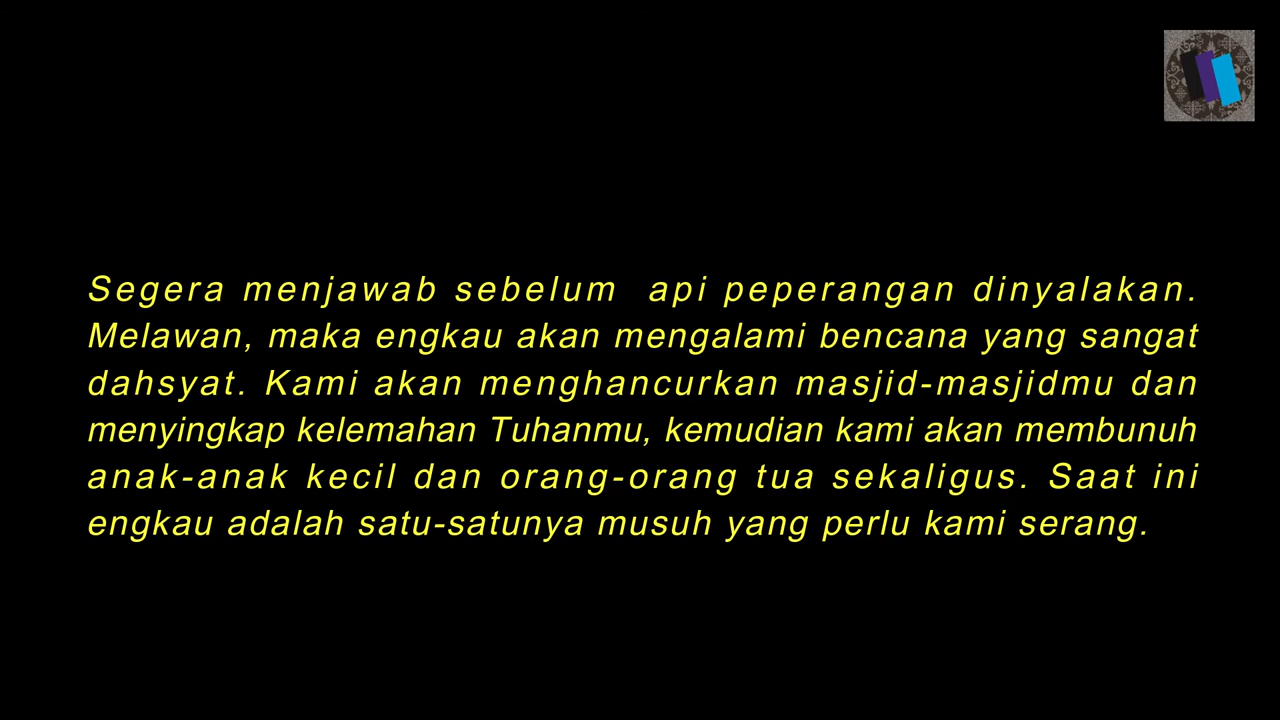 Segera menjawab sebelum api peperangan dinyalakan.
Melawan, maka engkau akan mengalami bencana yang sangat
dahsyat. Kami akan menghancurkan masjid-masjidmu dan
menyingkap kelemahan Tuhanmu, kemudian kami akan membunuh
anak-anak kecil dan orang-orang tua sekaligus. Saat ini
engkau adalah satu-satunya musuh yang perlu kami serang.